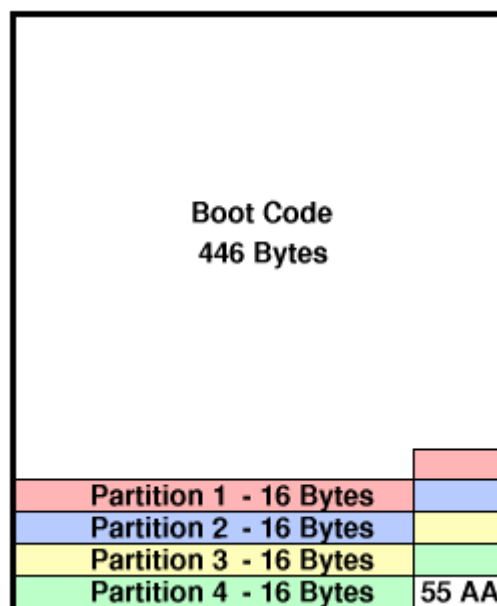 Boot Code
446 Bytes
Partition 1 - 16 Bytes
Partition 2 - 16 Bytes
Partition 3 - 16 Bytes
Partition 4 - 16 Bytes
55 AA